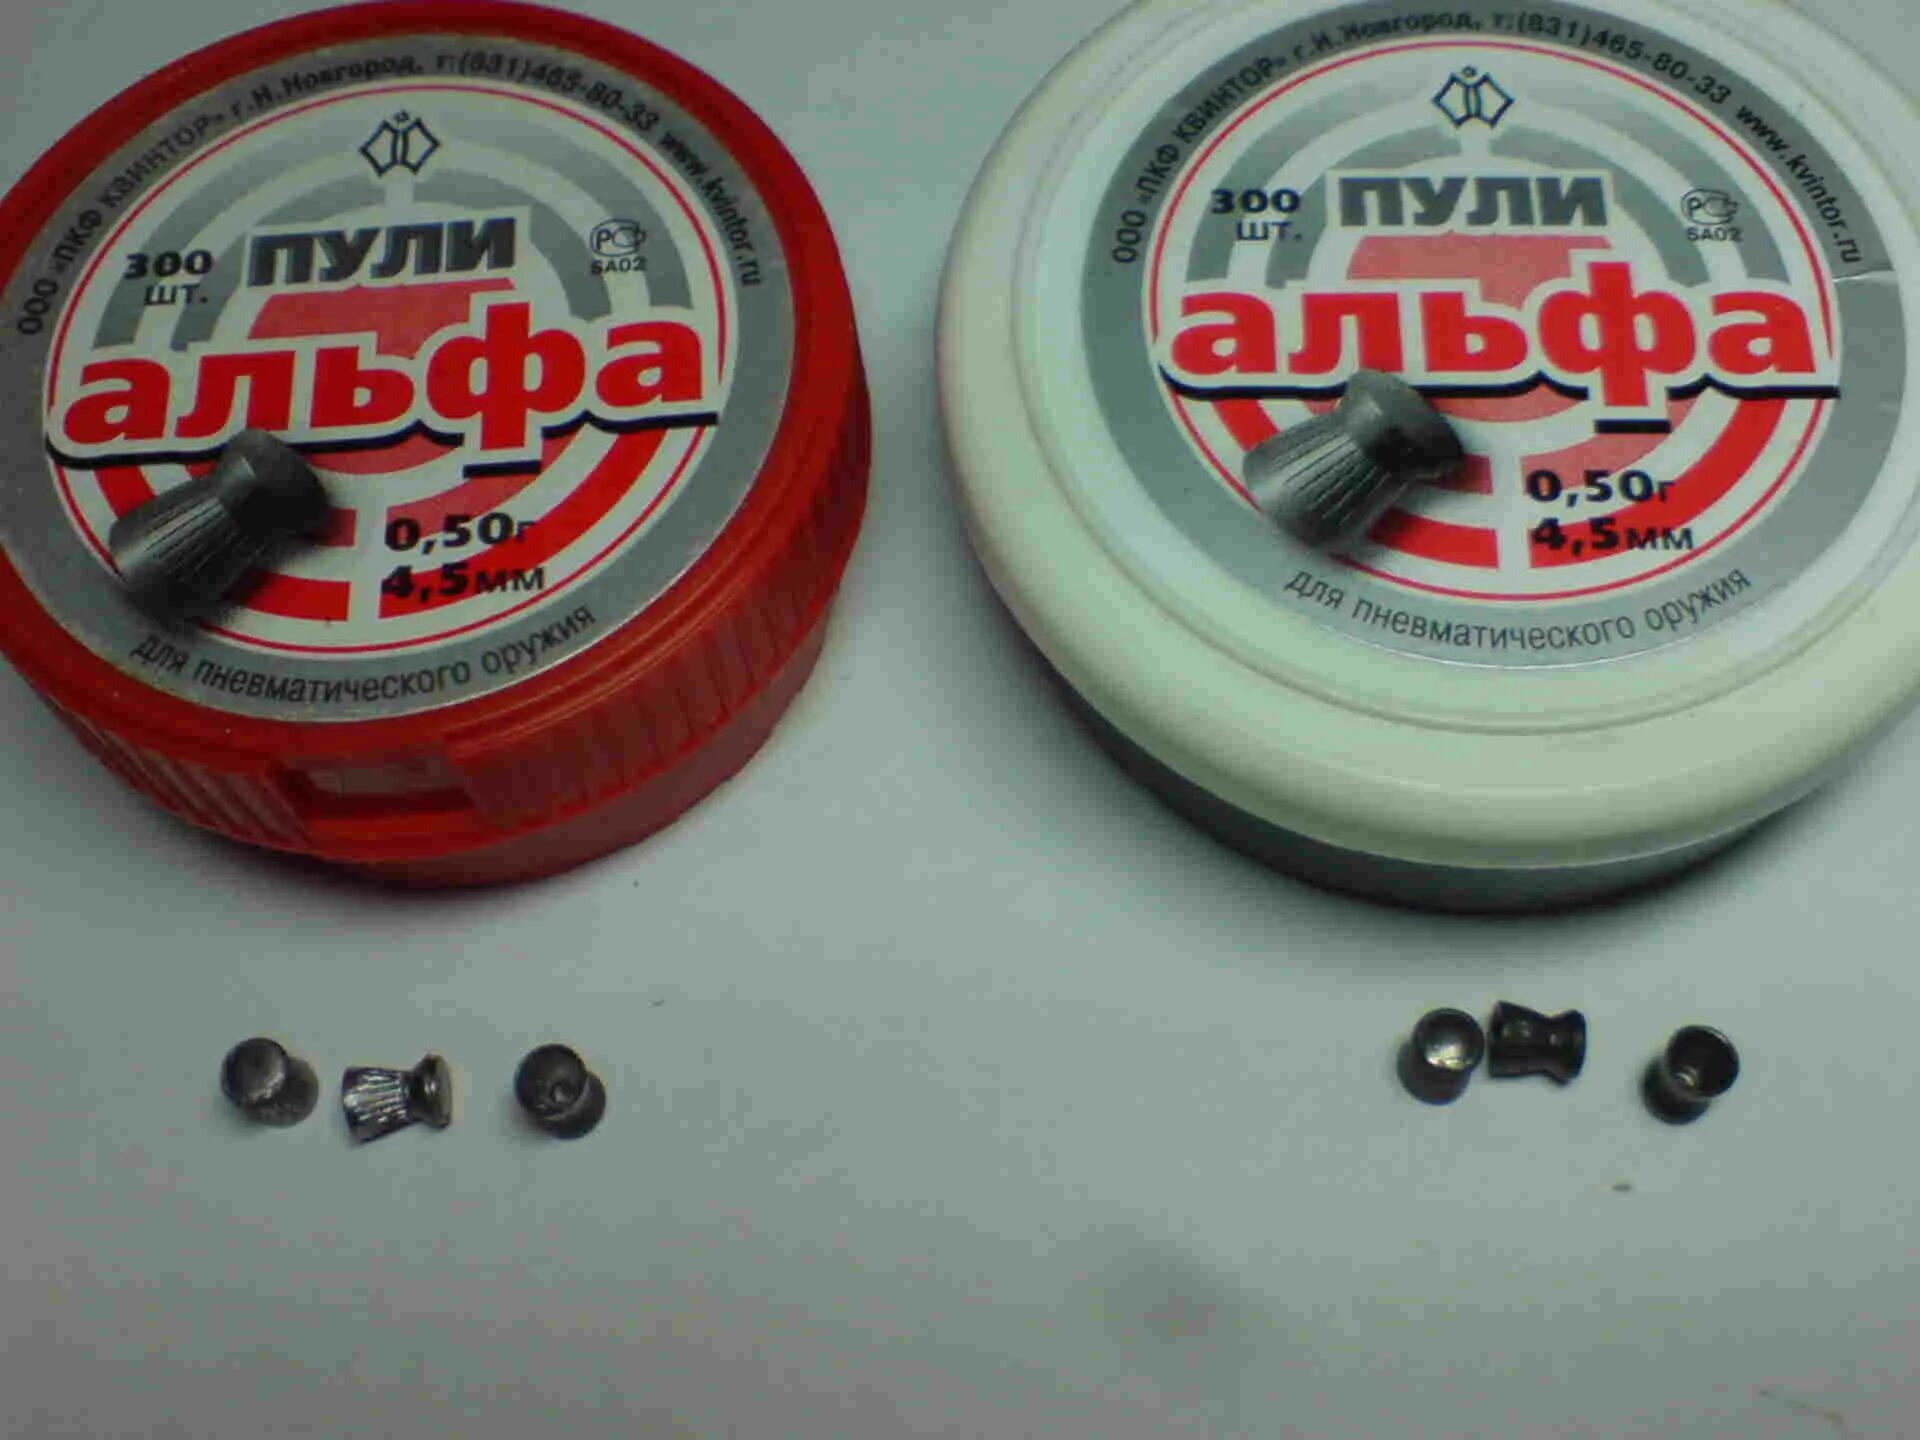 ООО «ПКФ КВИНТОР» г.Н.Новгород, т:(831)465-80-33 www.kvintor.ru
300
ШТ.
ПУЛИ
РСТ
SA02
альфа
0,50г
4,5мм
для пневматического оружия
ООО «ПКФ КВИНТОР» г.Н.Новгород, т:(831)465-80-33 www.kvintor.ru
300
ШТ.
ПУЛИ
РСТ
SA02
альфа
0,50г
4,5мм
для пневматического оружия